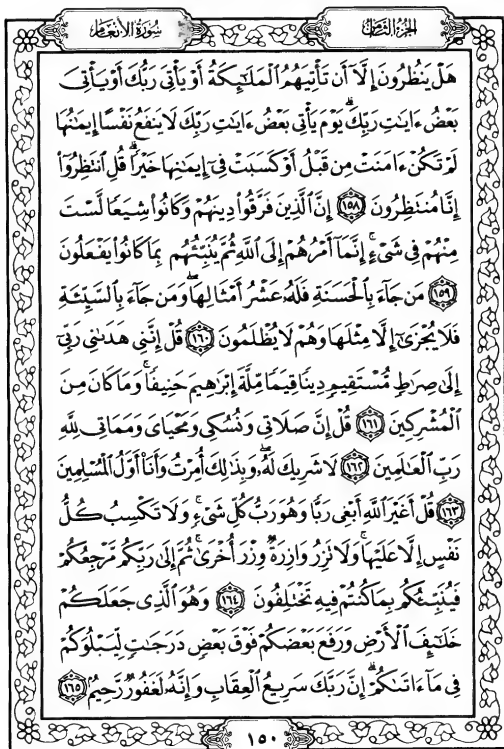 الجزء الثامن
سورة الأنعام
هَلْ يَنظُرُونَ إِلَّآ أَن تَأْتِيَهُمُ ٱلْمَلَٰٓئِكَةُ أَوْ يَأْتِىَ رَبُّكَ أَوْ يَأْتِىَ
بَعْضُ ءَايَٰتِ رَبِّكَ ۗ يَوْمَ يَأْتِى بَعْضُ ءَايَٰتِ رَبِّكَ لَا يَنفَعُ نَفْسًا إِيمَٰنُهَا
لَمْ تَكُنْ ءَامَنَتْ مِن قَبْلُ أَوْ كَسَبَتْ فِىٓ إِيمَٰنِهَا خَيْرًا ۗ قُلِ ٱنتَظِرُوٓا۟
إِنَّا مُنتَظِرُونَ ١٥٨ إِنَّ ٱلَّذِينَ فَرَّقُوا۟ دِينَهُمْ وَكَانُوا۟ شِيَعًا لَّسْتَ
مِنْهُمْ فِى شَىْءٍ ۚ إِنَّمَآ أَمْرُهُمْ إِلَى ٱللَّهِ ثُمَّ يُنَبِّئُهُم بِمَا كَانُوا۟ يَفْعَلُونَ
١٥٩ مَن جَآءَ بِٱلْحَسَنَةِ فَلَهُۥ عَشْرُ أَمْثَالِهَا ۖ وَمَن جَآءَ بِٱلسَّيِّئَةِ
فَلَا يُجْزَىٰٓ إِلَّا مِثْلَهَا وَهُمْ لَا يُظْلَمُونَ ١٦٠ قُلْ إِنَّنِى هَدَىٰنِى رَبِّىٓ
إِلَىٰ صِرَٰطٍ مُّسْتَقِيمٍ دِينًا قِيَمًا مِّلَّةَ إِبْرَٰهِيمَ حَنِيفًا ۚ وَمَا كَانَ مِنَ
ٱلْمُشْرِكِينَ ١٦١ قُلْ إِنَّ صَلَاتِى وَنُسُكِى وَمَحْيَاىَ وَمَمَاتِى لِلَّهِ
رَبِّ ٱلْعَٰلَمِينَ ١٦٢ لَا شَرِيكَ لَهُۥ ۖ وَبِذَٰلِكَ أُمِرْتُ وَأَنَا۠ أَوَّلُ ٱلْمُسْلِمِينَ
١٦٣ قُلْ أَغَيْرَ ٱللَّهِ أَبْغِى رَبًّا وَهُوَ رَبُّ كُلِّ شَىْءٍ ۚ وَلَا تَكْسِبُ كُلُّ
نَفْسٍ إِلَّا عَلَيْهَا ۚ وَلَا تَزِرُ وَازِرَةٌ وِزْرَ أُخْرَىٰ ۚ ثُمَّ إِلَىٰ رَبِّكُم مَّرْجِعُكُمْ
فَيُنَبِّئُكُم بِمَا كُنتُمْ فِيهِ تَخْتَلِفُونَ ١٦٤ وَهُوَ ٱلَّذِى جَعَلَكُمْ
خَلَٰٓئِفَ ٱلْأَرْضِ وَرَفَعَ بَعْضَكُمْ فَوْقَ بَعْضٍ دَرَجَٰتٍ لِّيَبْلُوَكُمْ
فِى مَآ ءَاتَىٰكُمْ ۗ إِنَّ رَبَّكَ سَرِيعُ ٱلْعِقَابِ وَإِنَّهُۥ لَغَفُورٌ رَّحِيمٌۢ ١٦٥
١٥٠